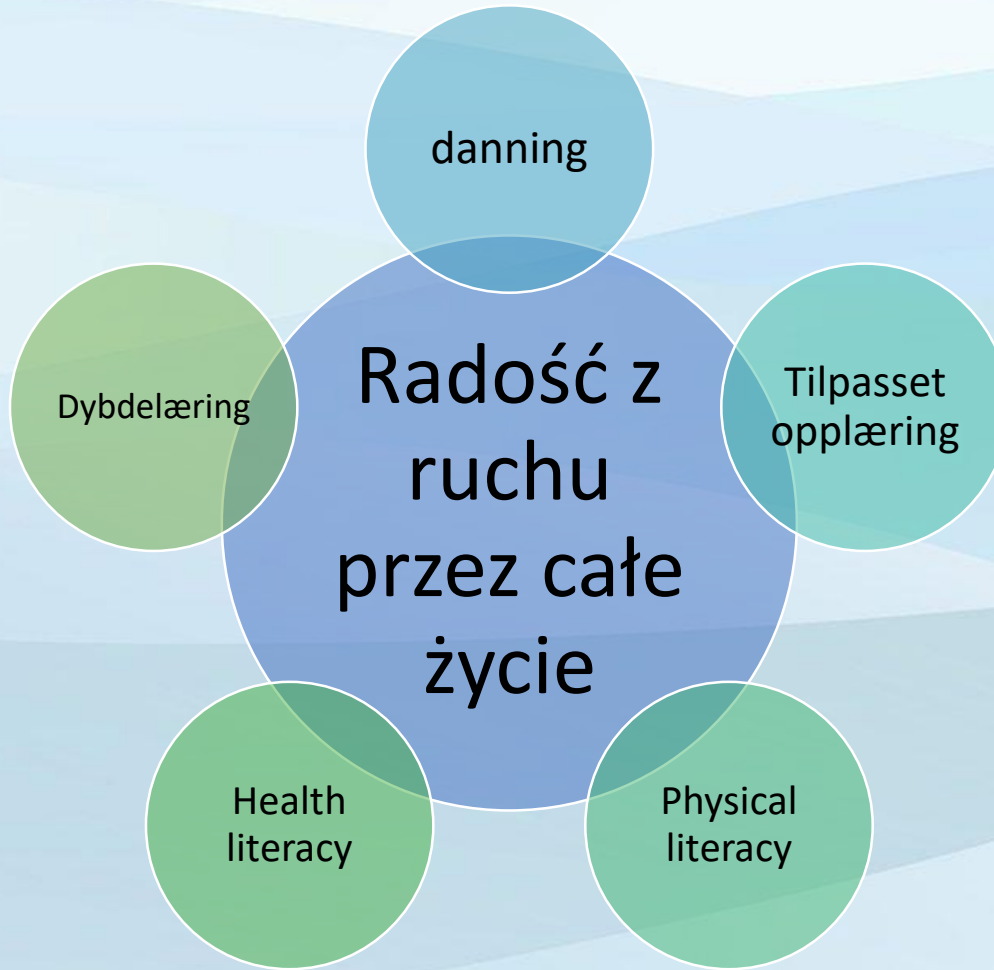 danning
Tilpasset
opplæring
Dybdelæring
Radość z
ruchu
przez całe
życie
Health
literacy
Physical
literacy